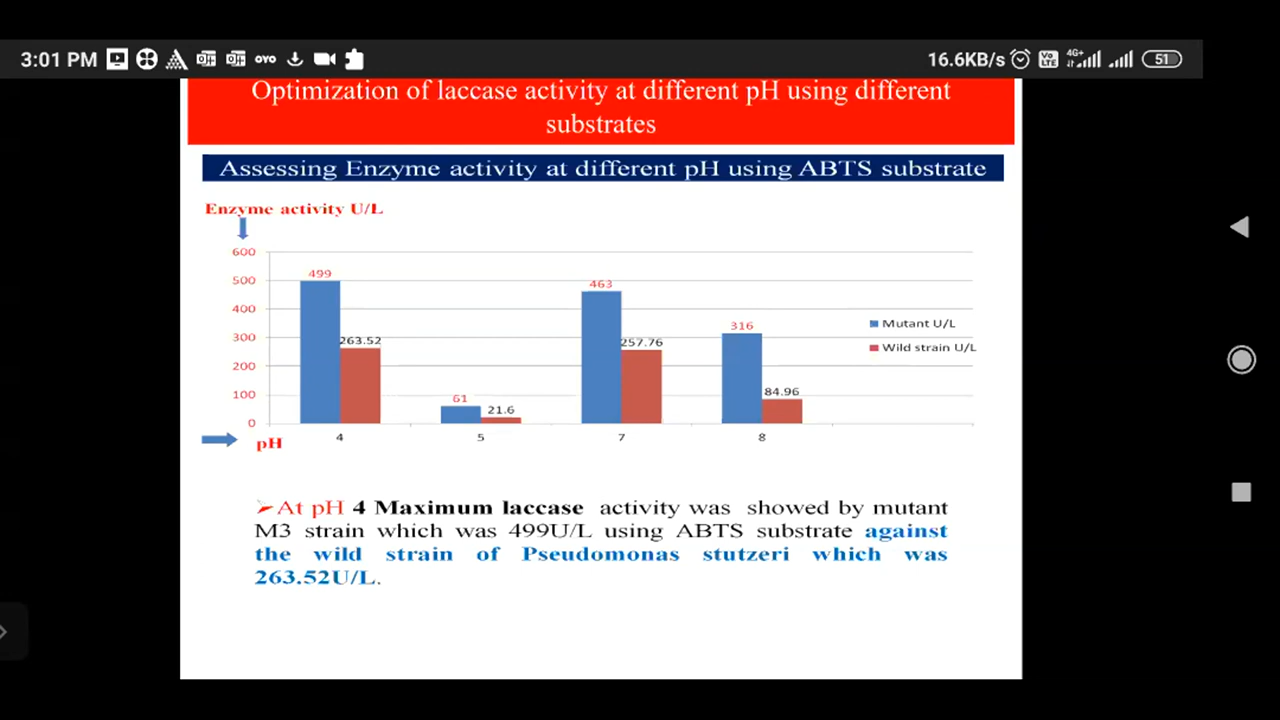 3:01 PM
16.6KB/s
4G+
51
Optimization of laccase activity at different pH using different
substrates
Assessing Enzyme activity at different pH using ABTS substrate
Enzyme activity U/L
600
500
400
300
200
100
0
499
263.52
61
21.6
463
257.76
316
84.96
Mutant U/L
Wild strain U/L
pH
4
5
7
8
➢At pH 4 Maximum laccase activity was showed by mutant
M3 strain which was 499U/L using ABTS substrate against
the wild strain of Pseudomonas stutzeri which was
263.52U/L.